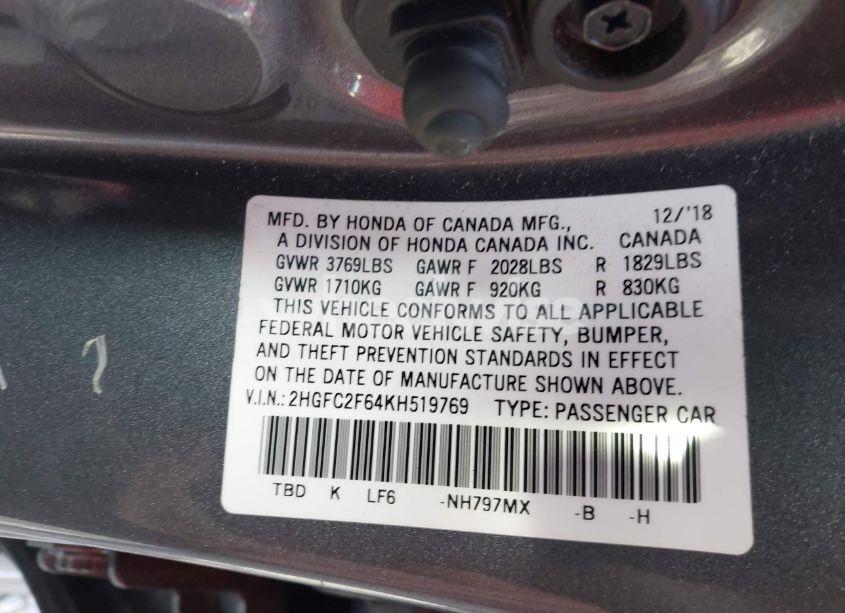 MFD. BY HONDA OF CANADA MFG., 12/'18
A DIVISION OF HONDA CANADA INC. CANADA
GVWR 3769LBS GAWR F 2028LBS R 1829LBS
GVWR 1710KG GAWR F 920KG R 830KG
THIS VEHICLE CONFORMS TO ALL APPLICABLE
FEDERAL MOTOR VEHICLE SAFETY, BUMPER,
AND THEFT PREVENTION STANDARDS IN EFFECT
ON THE DATE OF MANUFACTURE SHOWN ABOVE.
V.I.N.: 2HGFC2F64KH519769 TYPE: PASSENGER CAR
TBD K LF6 -NH797MX -B -H